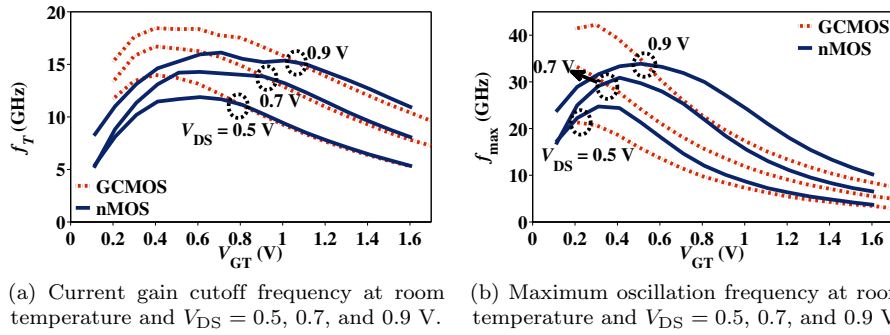 20
15
10
5
0
f_T (GHz)
0.9 V
0.7 V
V_DS = 0.5 V
GCMOS
nMOS
0 0.2 0.4 0.6 0.8 1 1.2 1.4 1.6
V_GT (V)
(a) Current gain cutoff frequency at room
temperature and V_DS = 0.5, 0.7, and 0.9 V.
40
30
20
10
0
f_max (GHz)
GCMOS
nMOS
0.9 V
0.7 V
V_DS = 0.5 V
0 0.2 0.4 0.6 0.8 1 1.2 1.4 1.6
V_GT (V)
(b) Maximum oscillation frequency at room
temperature and V_DS = 0.5, 0.7, and 0.9 V